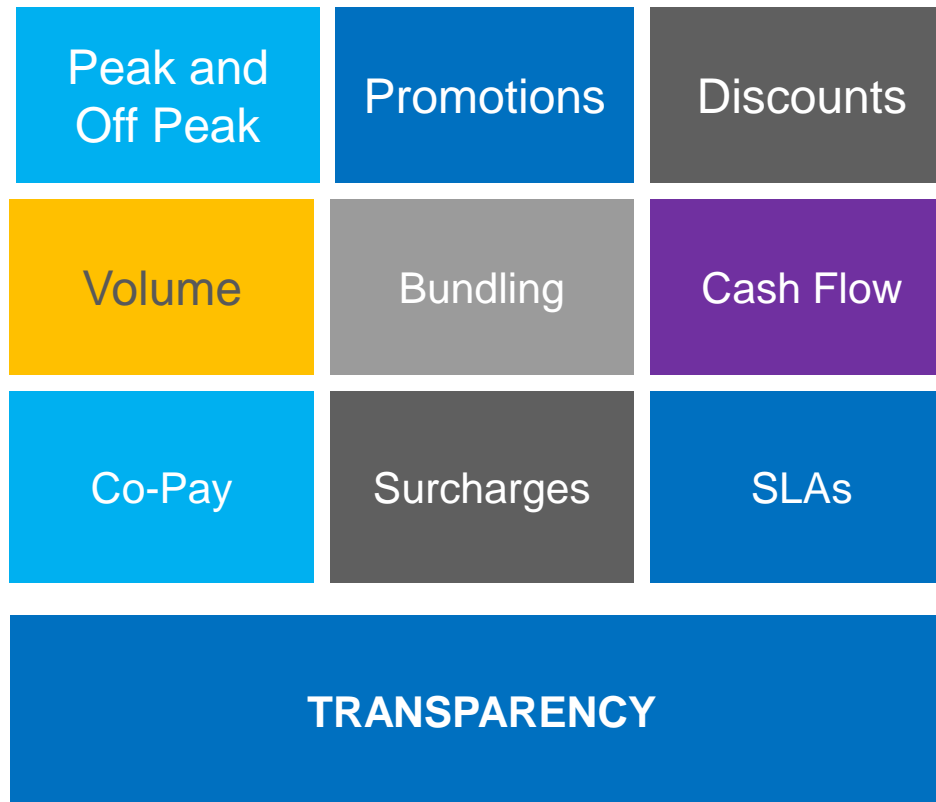 Peak and
Off Peak
Promotions
Discounts
Volume
Bundling
Cash Flow
Co-Pay
Surcharges
SLAs
TRANSPARENCY